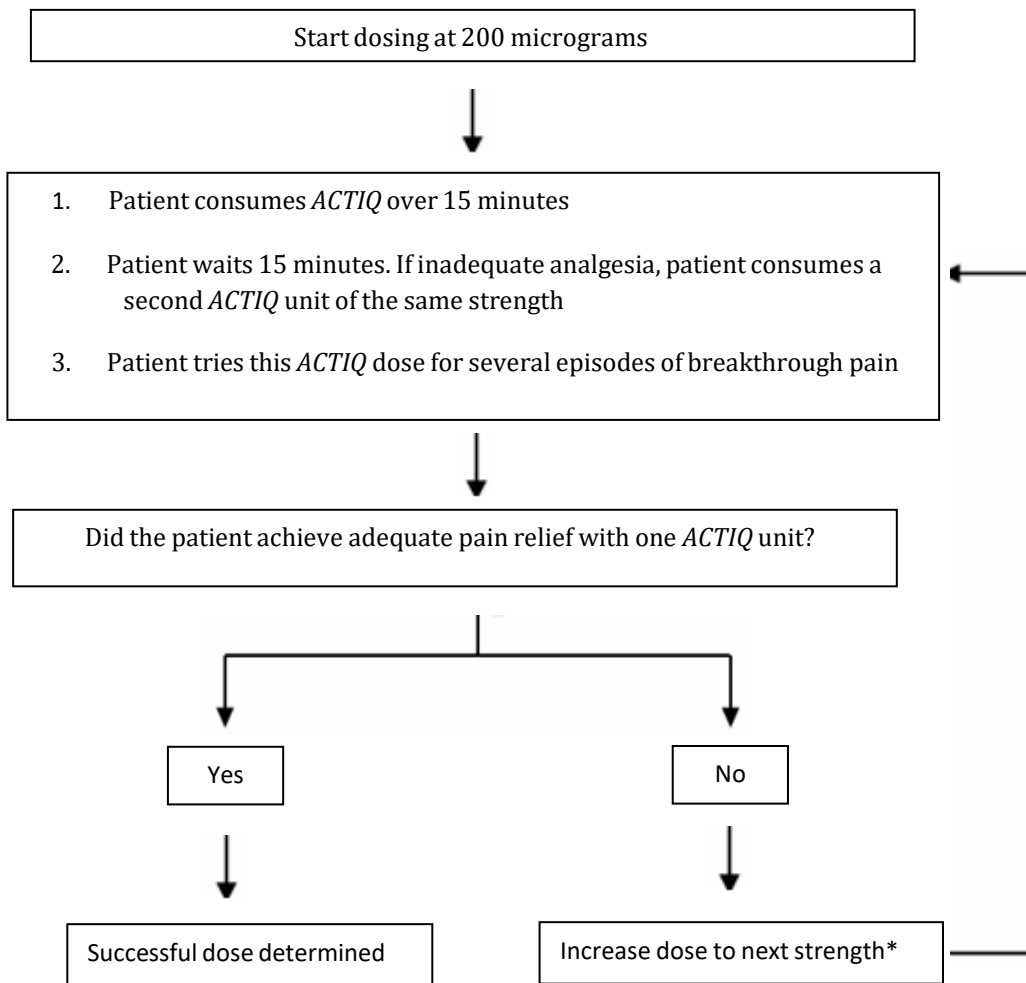 Start dosing at 200 micrograms
1. Patient consumes ACTIQ over 15 minutes
2. Patient waits 15 minutes. If inadequate analgesia, patient consumes a
second ACTIQ unit of the same strength
3. Patient tries this ACTIQ dose for several episodes of breakthrough pain
Did the patient achieve adequate pain relief with one ACTIQ unit?
Yes
No
Successful dose determined
Increase dose to next strength*